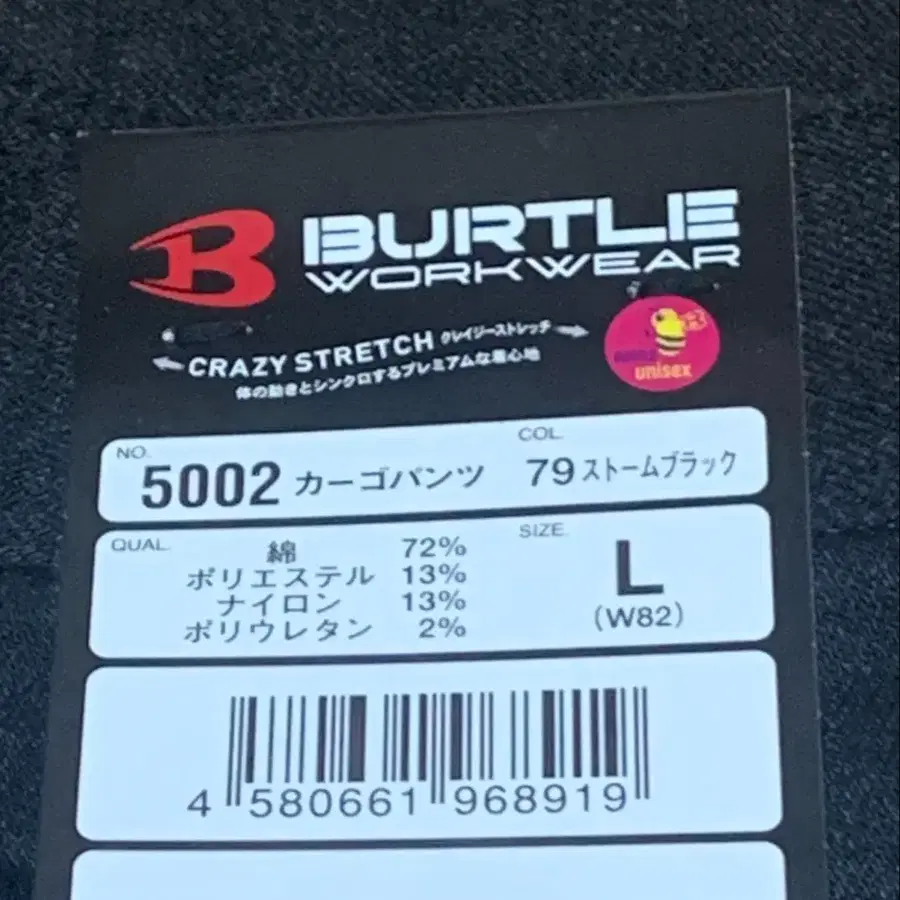 BURTLE
WORKWEAR
CRAZY STRETCH クレイジーストレッチ
体の動きとシンクロするプレミアムな着心地
unisex
NO. COL.
5002 カーゴパンツ 79 ストームブラック
QUAL. SIZE.
綿 72%
ポリエステル 13%
ナイロン 13%
ポリウレタン 2%
L
(W82)
4 580661 968919